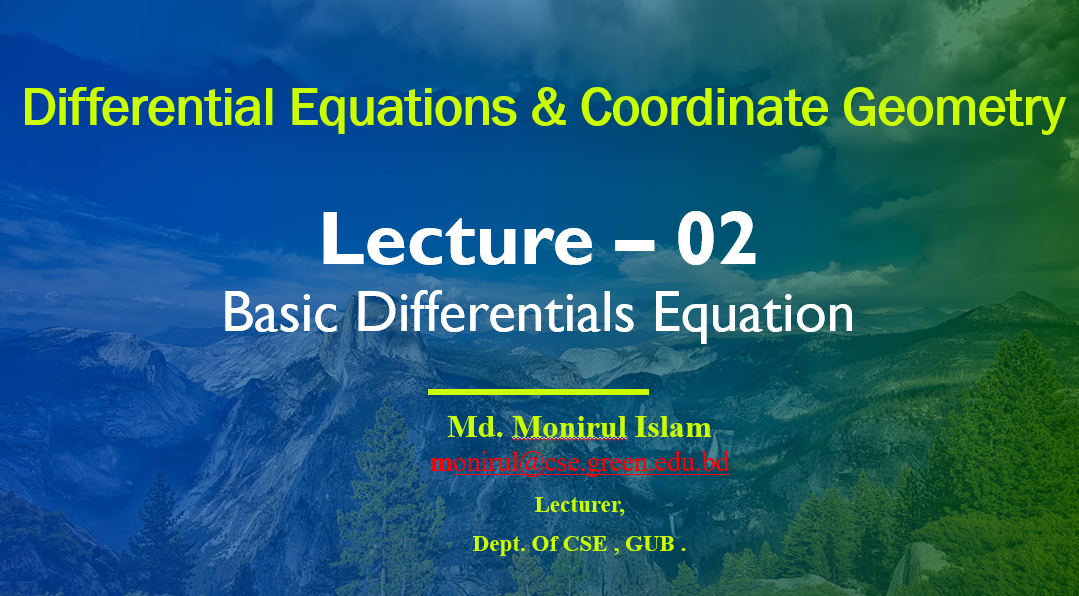 Differential Equations & Coordinate Geometry
Lecture – 02
Basic Differentials Equation
Md. Monirul Islam
monirul@cse.green.edu.bd
Lecturer,
Dept. Of CSE , GUB .